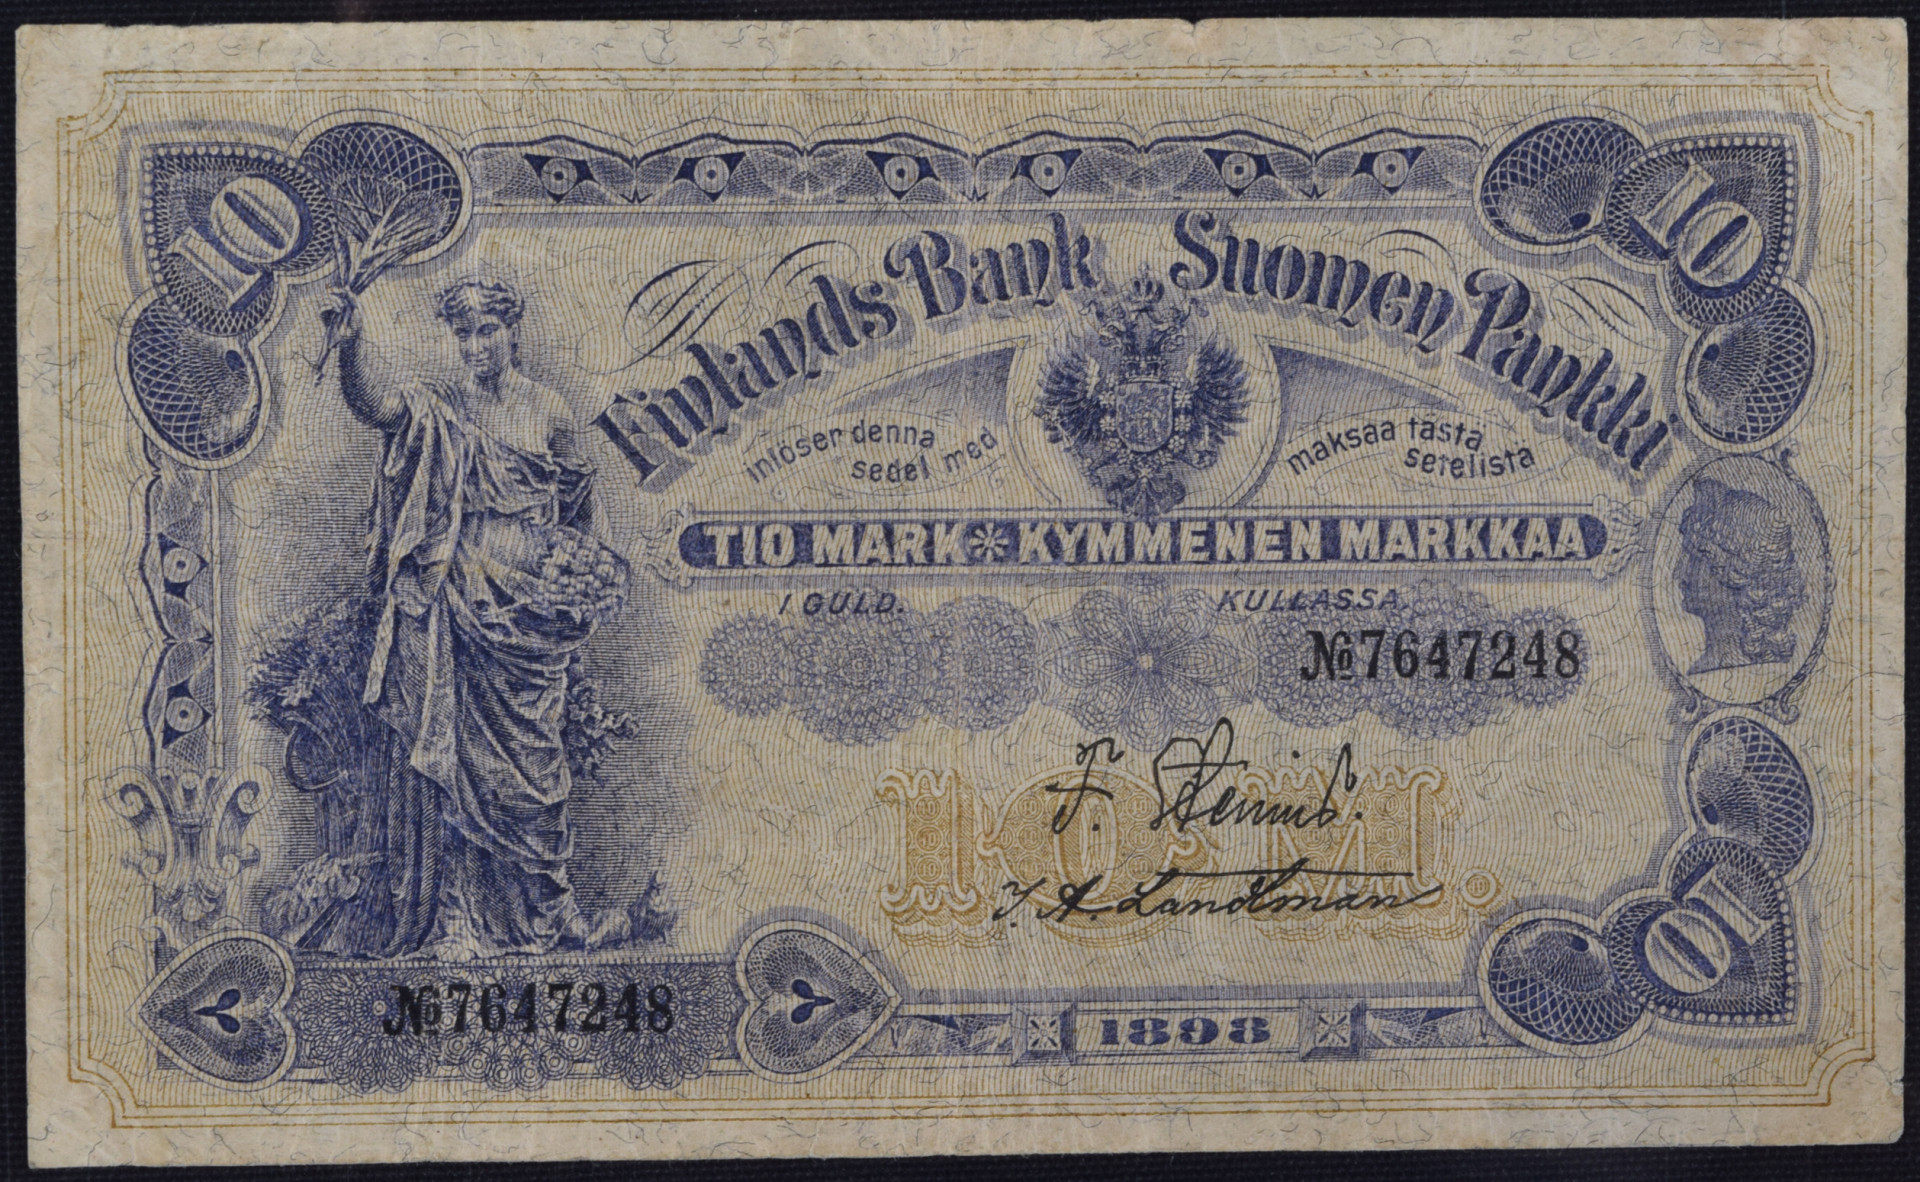 10
10
Finlands Bank Suomen Pankki
inlöser denna
sedel med
maksaa tästä
setelistä
TIO MARK KYMMENEN MARKKAA
I GULD. KULLASSA.
№7647248
10 M.
J. A. Landtman
№7647248
1898
10